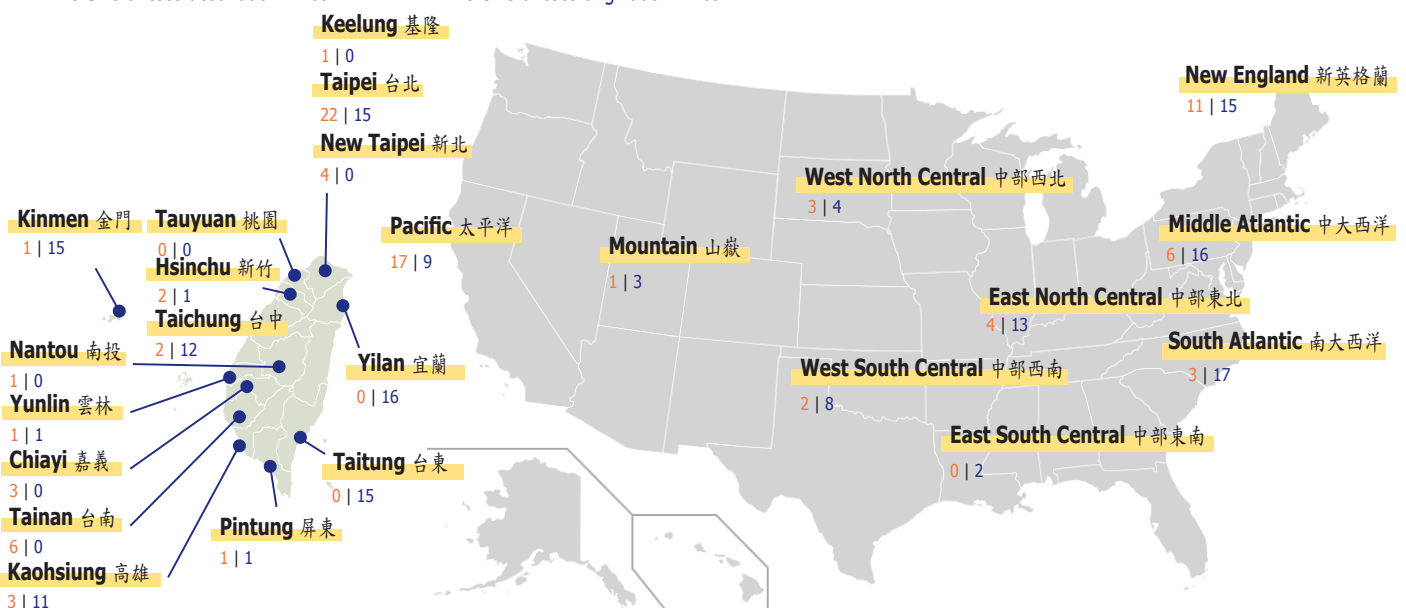 Keelung 基隆
1 | 0
Taipei 台北
22 | 15
New Taipei 新北
4 | 0
Kinmen 金門
1 | 15
Tauyuan 桃園
0 | 0
Hsinchu 新竹
2 | 1
Taichung 台中
2 | 12
Nantou 南投
1 | 0
Yunlin 雲林
1 | 1
Chiayi 嘉義
3 | 0
Tainan 台南
6 | 0
Kaohsiung 高雄
3 | 11
Yilan 宜蘭
0 | 16
Taitung 台東
0 | 15
Pintung 屏東
1 | 1
Pacific 太平洋
17 | 9
Mountain 山嶽
1 | 3
West North Central 中部西北
3 | 4
West South Central 中部西南
2 | 8
East North Central 中部東北
4 | 13
East South Central 中部東南
0 | 2
New England 新英格蘭
11 | 15
Middle Atlantic 中大西洋
6 | 16
South Atlantic 南大西洋
3 | 17